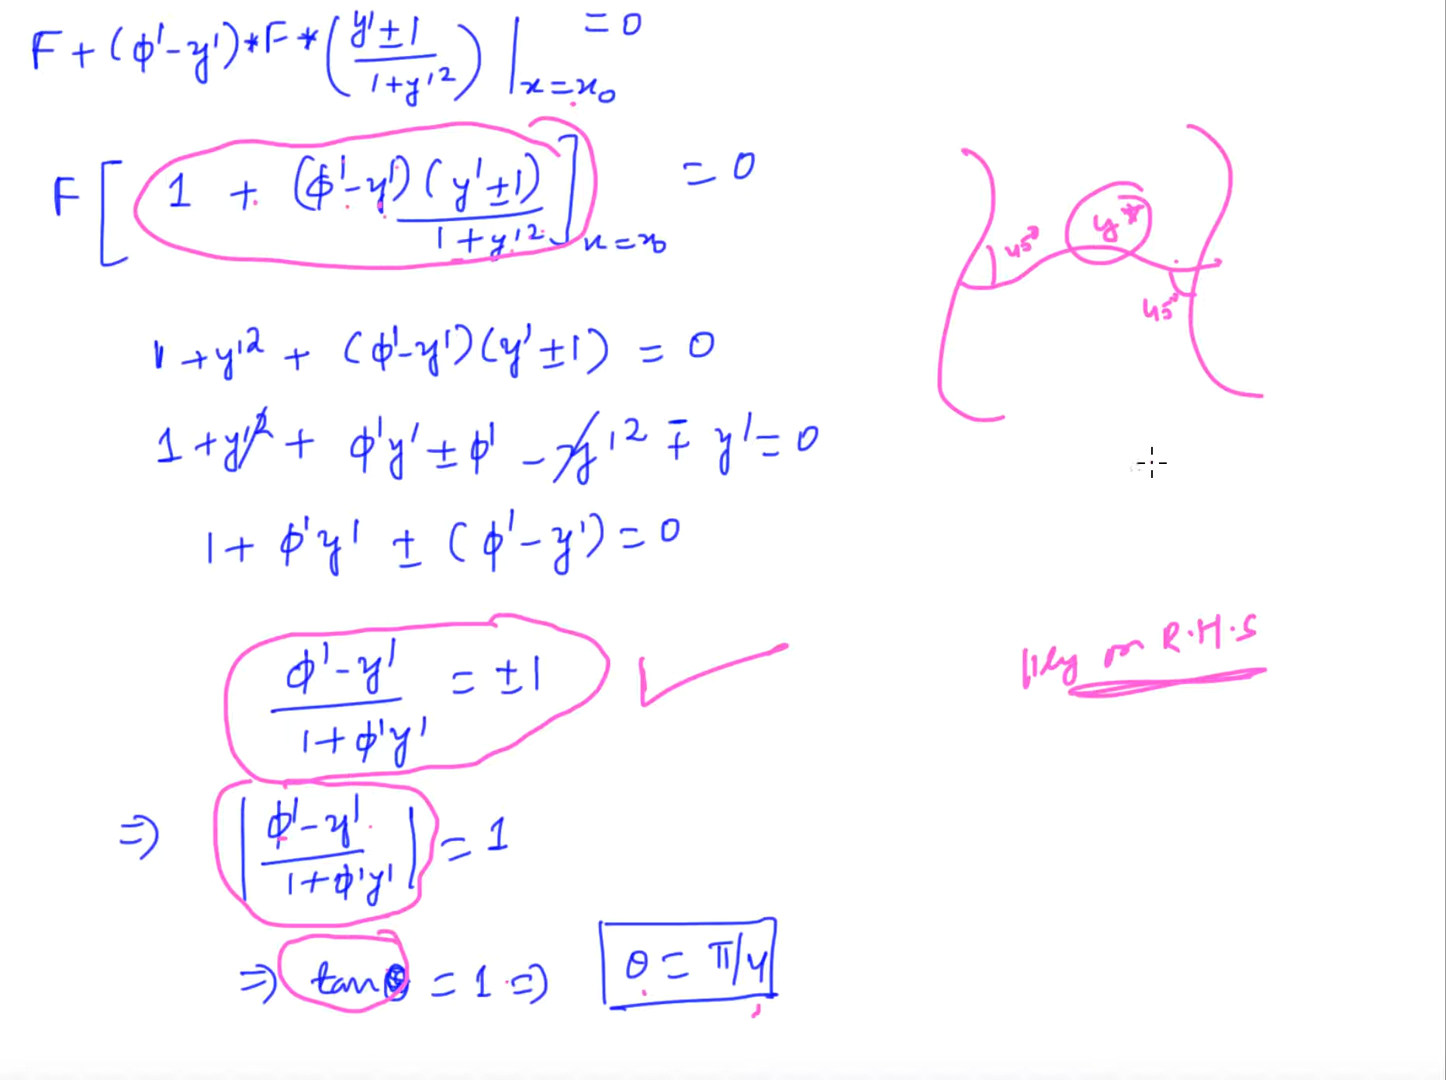 F + (φ' - y') * F * ((y' ± 1)/(1 + y'²)) |ₓ₌ₓ₀ = 0
F [ 1 + (φ' - y')(y' ± 1)/(1 + y'²) ]ₓ₌ₓ₀ = 0
1 + y'² + (φ' - y')(y' ± 1) = 0
1 + y'² + φ'y' ± φ' - y'² ∓ y' = 0
1 + φ'y' ± (φ' - y') = 0
(φ' - y')/(1 + φ'y') = ±1
⇒ |(φ' - y')/(1 + φ'y')| = 1
⇒ tan θ = 1 ⇒ θ = π/4
45°
y*
45°
lly on R.H.S